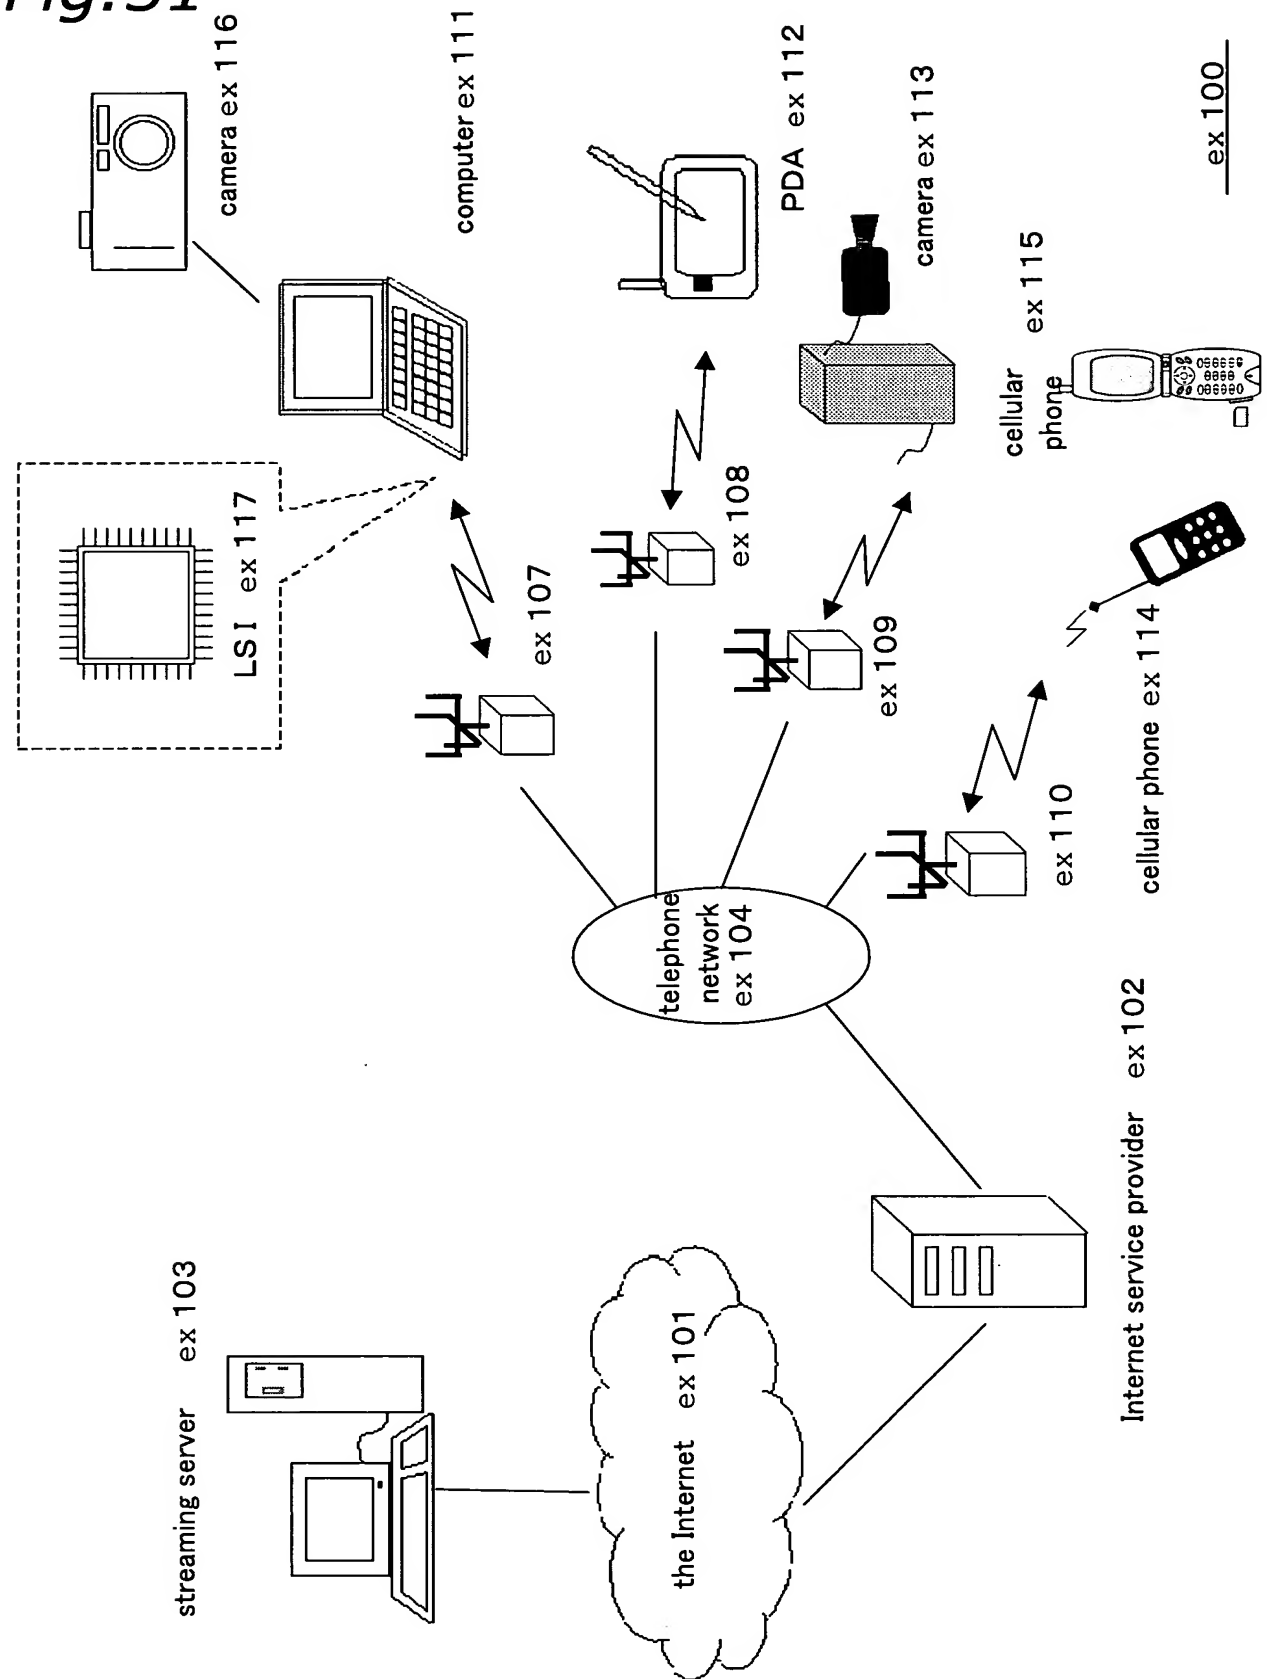 Fig.31
camera ex 116
computer ex 111
LSI ex 117
ex 107
ex 108
PDA ex 112
camera ex 113
ex 109
cellular
phone
ex 115
ex 110
cellular phone ex 114
telephone
network
ex 104
streaming server ex 103
the Internet ex 101
Internet service provider ex 102
ex 100